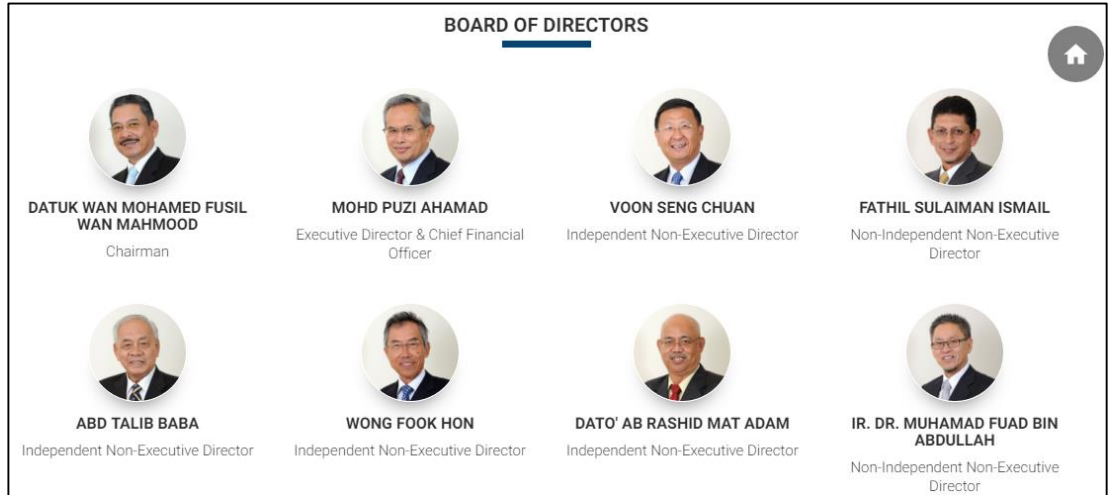 BOARD OF DIRECTORS
DATUK WAN MOHAMED FUSIL
WAN MAHMOOD
Chairman
MOHD PUZI AHAMAD
Executive Director & Chief Financial
Officer
VOON SENG CHUAN
Independent Non-Executive Director
FATHIL SULAIMAN ISMAIL
Non-Independent Non-Executive
Director
ABD TALIB BABA
Independent Non-Executive Director
WONG FOOK HON
Independent Non-Executive Director
DATO' AB RASHID MAT ADAM
Independent Non-Executive Director
IR. DR. MUHAMAD FUAD BIN
ABDULLAH
Non-Independent Non-Executive
Director